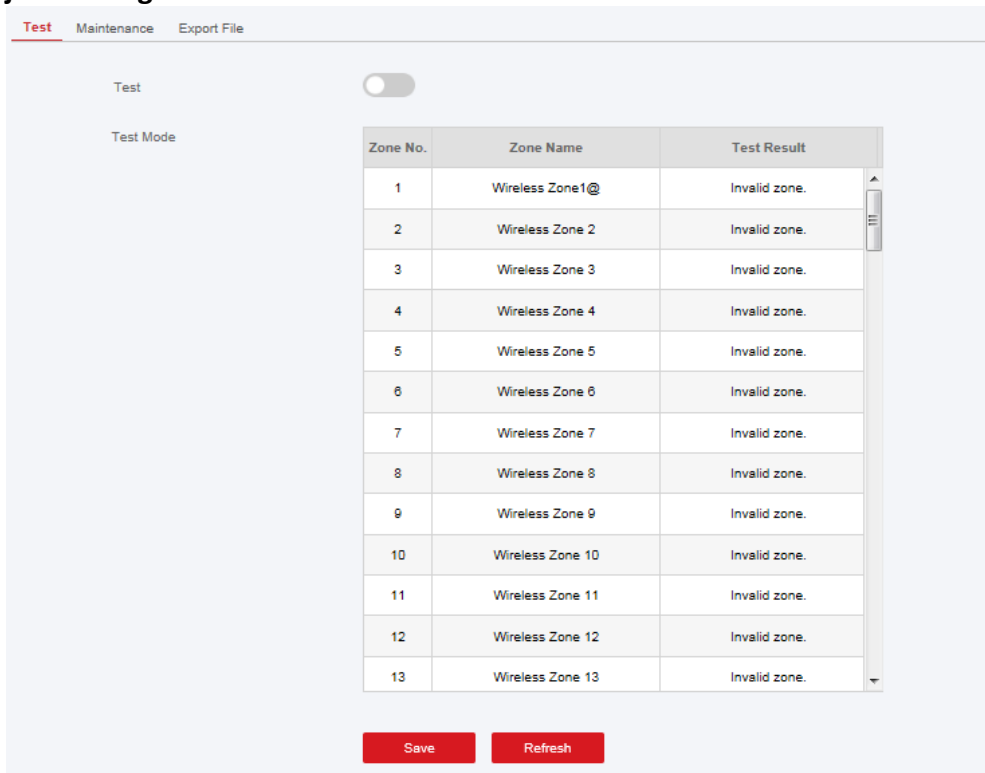 Test Maintenance Export File
Test
Test Mode
Zone No. Zone Name Test Result
1 Wireless Zone1@ Invalid zone.
2 Wireless Zone 2 Invalid zone.
3 Wireless Zone 3 Invalid zone.
4 Wireless Zone 4 Invalid zone.
5 Wireless Zone 5 Invalid zone.
6 Wireless Zone 6 Invalid zone.
7 Wireless Zone 7 Invalid zone.
8 Wireless Zone 8 Invalid zone.
9 Wireless Zone 9 Invalid zone.
10 Wireless Zone 10 Invalid zone.
11 Wireless Zone 11 Invalid zone.
12 Wireless Zone 12 Invalid zone.
13 Wireless Zone 13 Invalid zone.
Save Refresh